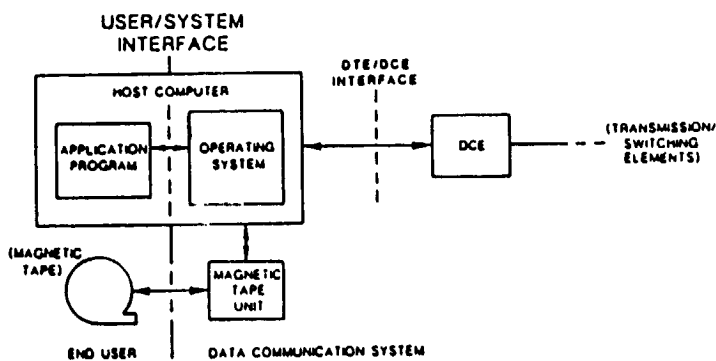 USER/SYSTEM
INTERFACE
DTE/DCE
INTERFACE
HOST COMPUTER
APPLICATION
PROGRAM
OPERATING
SYSTEM
DCE
(TRANSMISSION/
SWITCHING
ELEMENTS)
(MAGNETIC
TAPE)
MAGNETIC
TAPE
UNIT
END USER
DATA COMMUNICATION SYSTEM